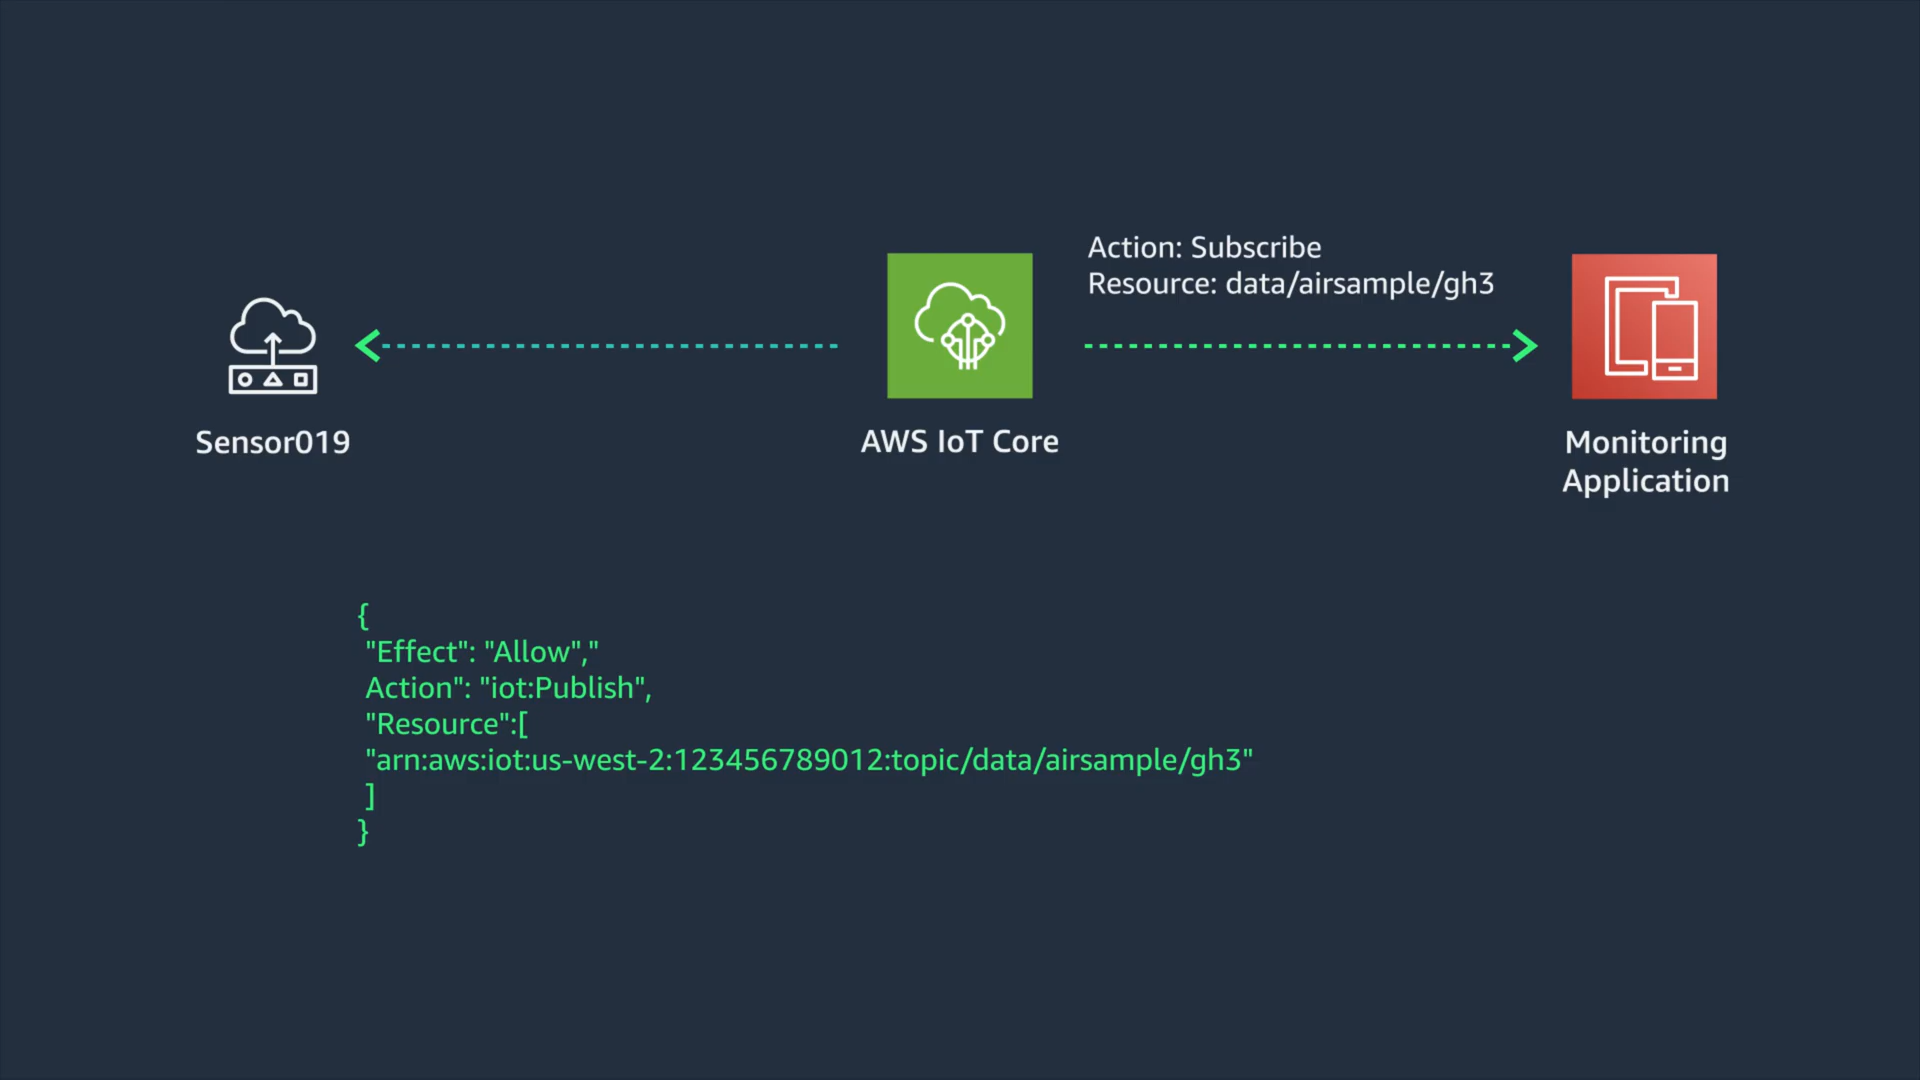 Action: Subscribe
Resource: data/airsample/gh3
Sensor019
AWS IoT Core
Monitoring
Application
{
"Effect": "Allow","
Action": "iot:Publish",
"Resource":[
"arn:aws:iot:us-west-2:123456789012:topic/data/airsample/gh3"
]
}